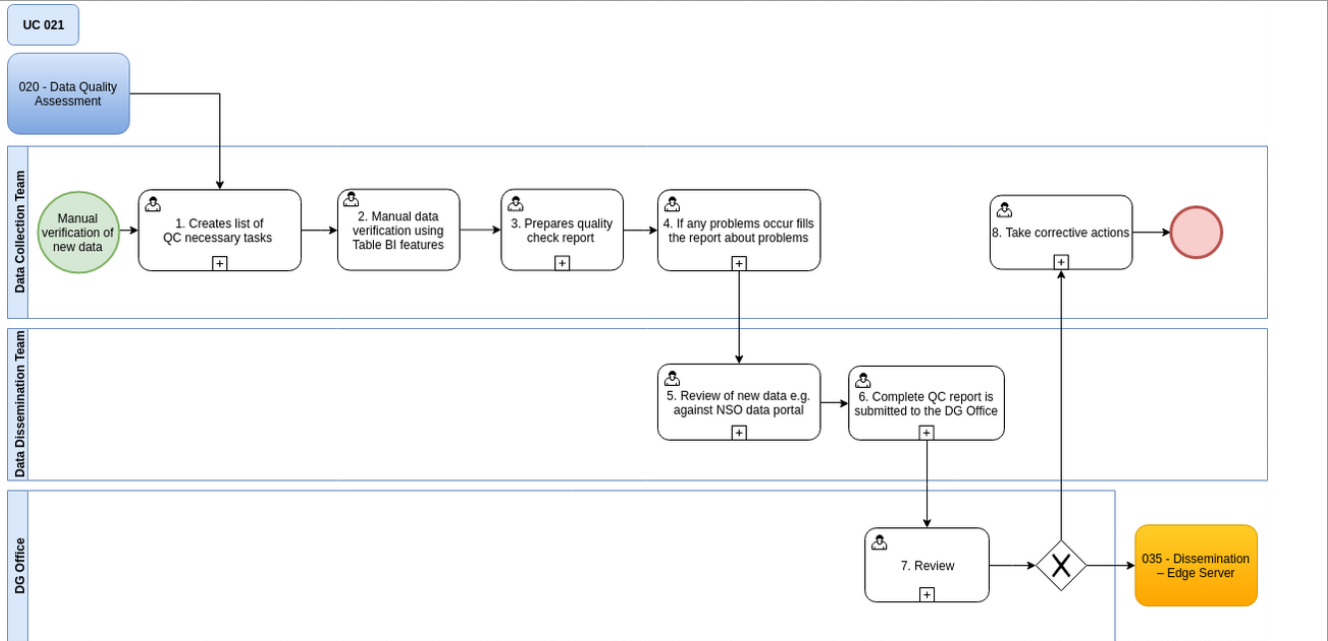 UC 021
020 - Data Quality
Assessment
Data Collection Team
Manual
verification of
new data
1. Creates list of
QC necessary tasks
2. Manual data
verification using
Table BI features
3. Prepares quality
check report
4. If any problems occur fills
the report about problems
8. Take corrective actions
Data Dissemination Team
5. Review of new data e.g.
against NSO data portal
6. Complete QC report is
submitted to the DG Office
DG Office
7. Review
035 - Dissemination
– Edge Server